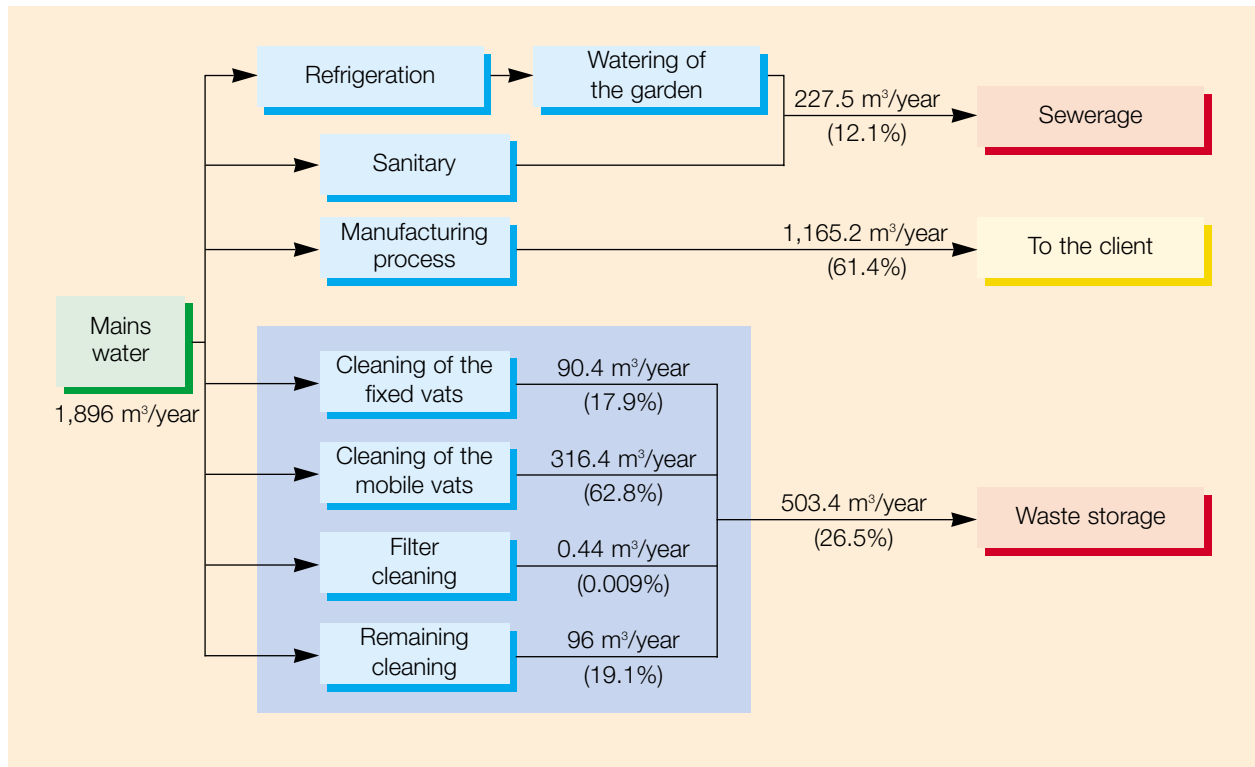 Refrigeration
Watering of
the garden
227.5 m³/year
(12.1%)
Sewerage
Sanitary
Manufacturing
process
1,165.2 m³/year
(61.4%)
To the client
Mains
water
1,896 m³/year
Cleaning of the
fixed vats
90.4 m³/year
(17.9%)
Cleaning of the
mobile vats
316.4 m³/year
(62.8%)
503.4 m³/year
(26.5%)
Waste storage
Filter
cleaning
0.44 m³/year
(0.009%)
Remaining
cleaning
96 m³/year
(19.1%)